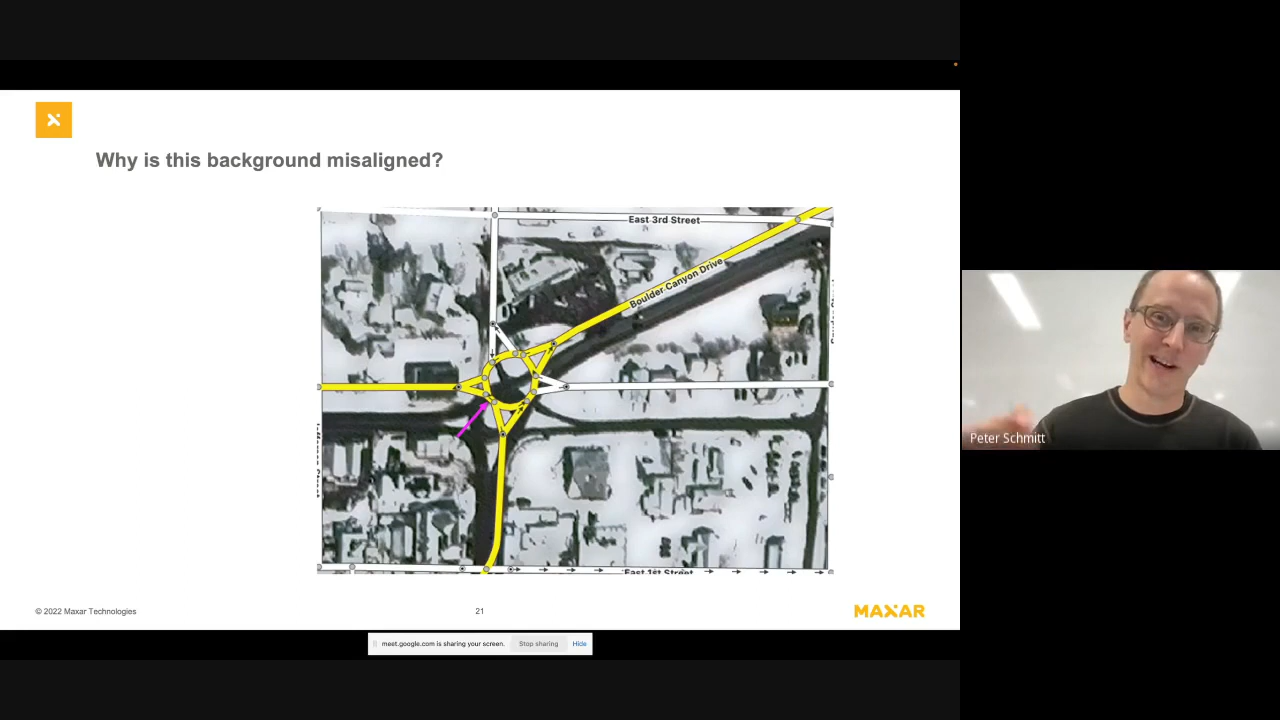 Why is this background misaligned?
East 3rd Street
Boulder Canyon Drive
East 1st Street
© 2022 Maxar Technologies
21
MAXAR
meet.google.com is sharing your screen.
Stop sharing
Hide
Peter Schmitt